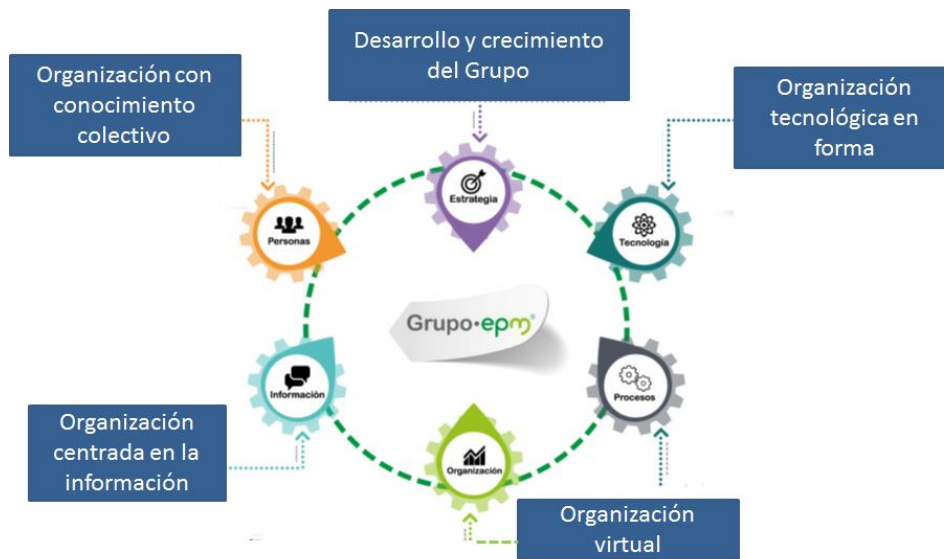 Desarrollo y crecimiento
del Grupo
Organización con
conocimiento
colectivo
Organización
tecnológica en
forma
Estrategia
Personas
Tecnología
Grupo·epm®
Información
Procesos
Organización
Organización
centrada en la
información
Organización
virtual